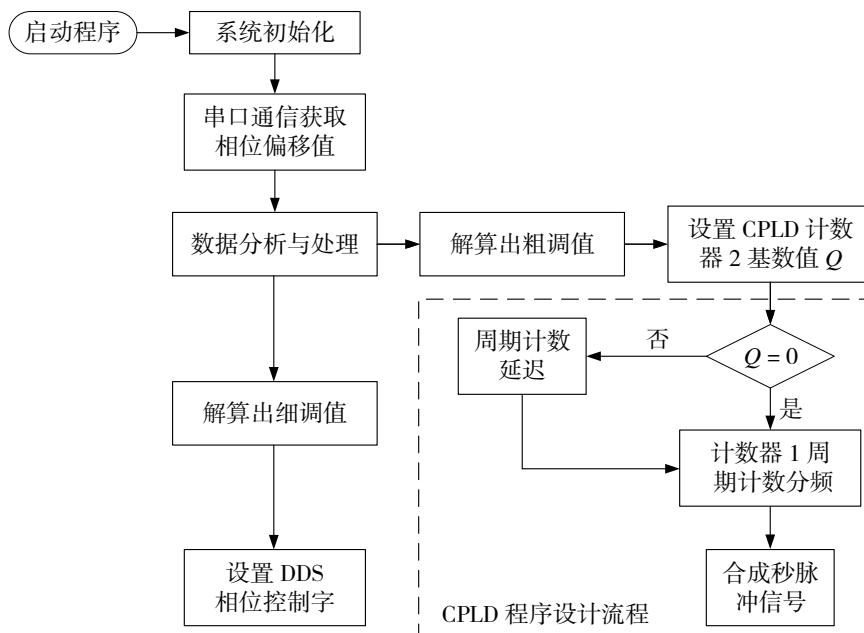 启动程序
系统初始化
串口通信获取
相位偏移值
数据分析与处理
解算出粗调值
设置 CPLD 计数
器 2 基数值 Q
周期计数
延迟
否
Q = 0
是
解算出细调值
计数器 1 周
期计数分频
设置 DDS
相位控制字
合成秒脉
冲信号
CPLD 程序设计流程